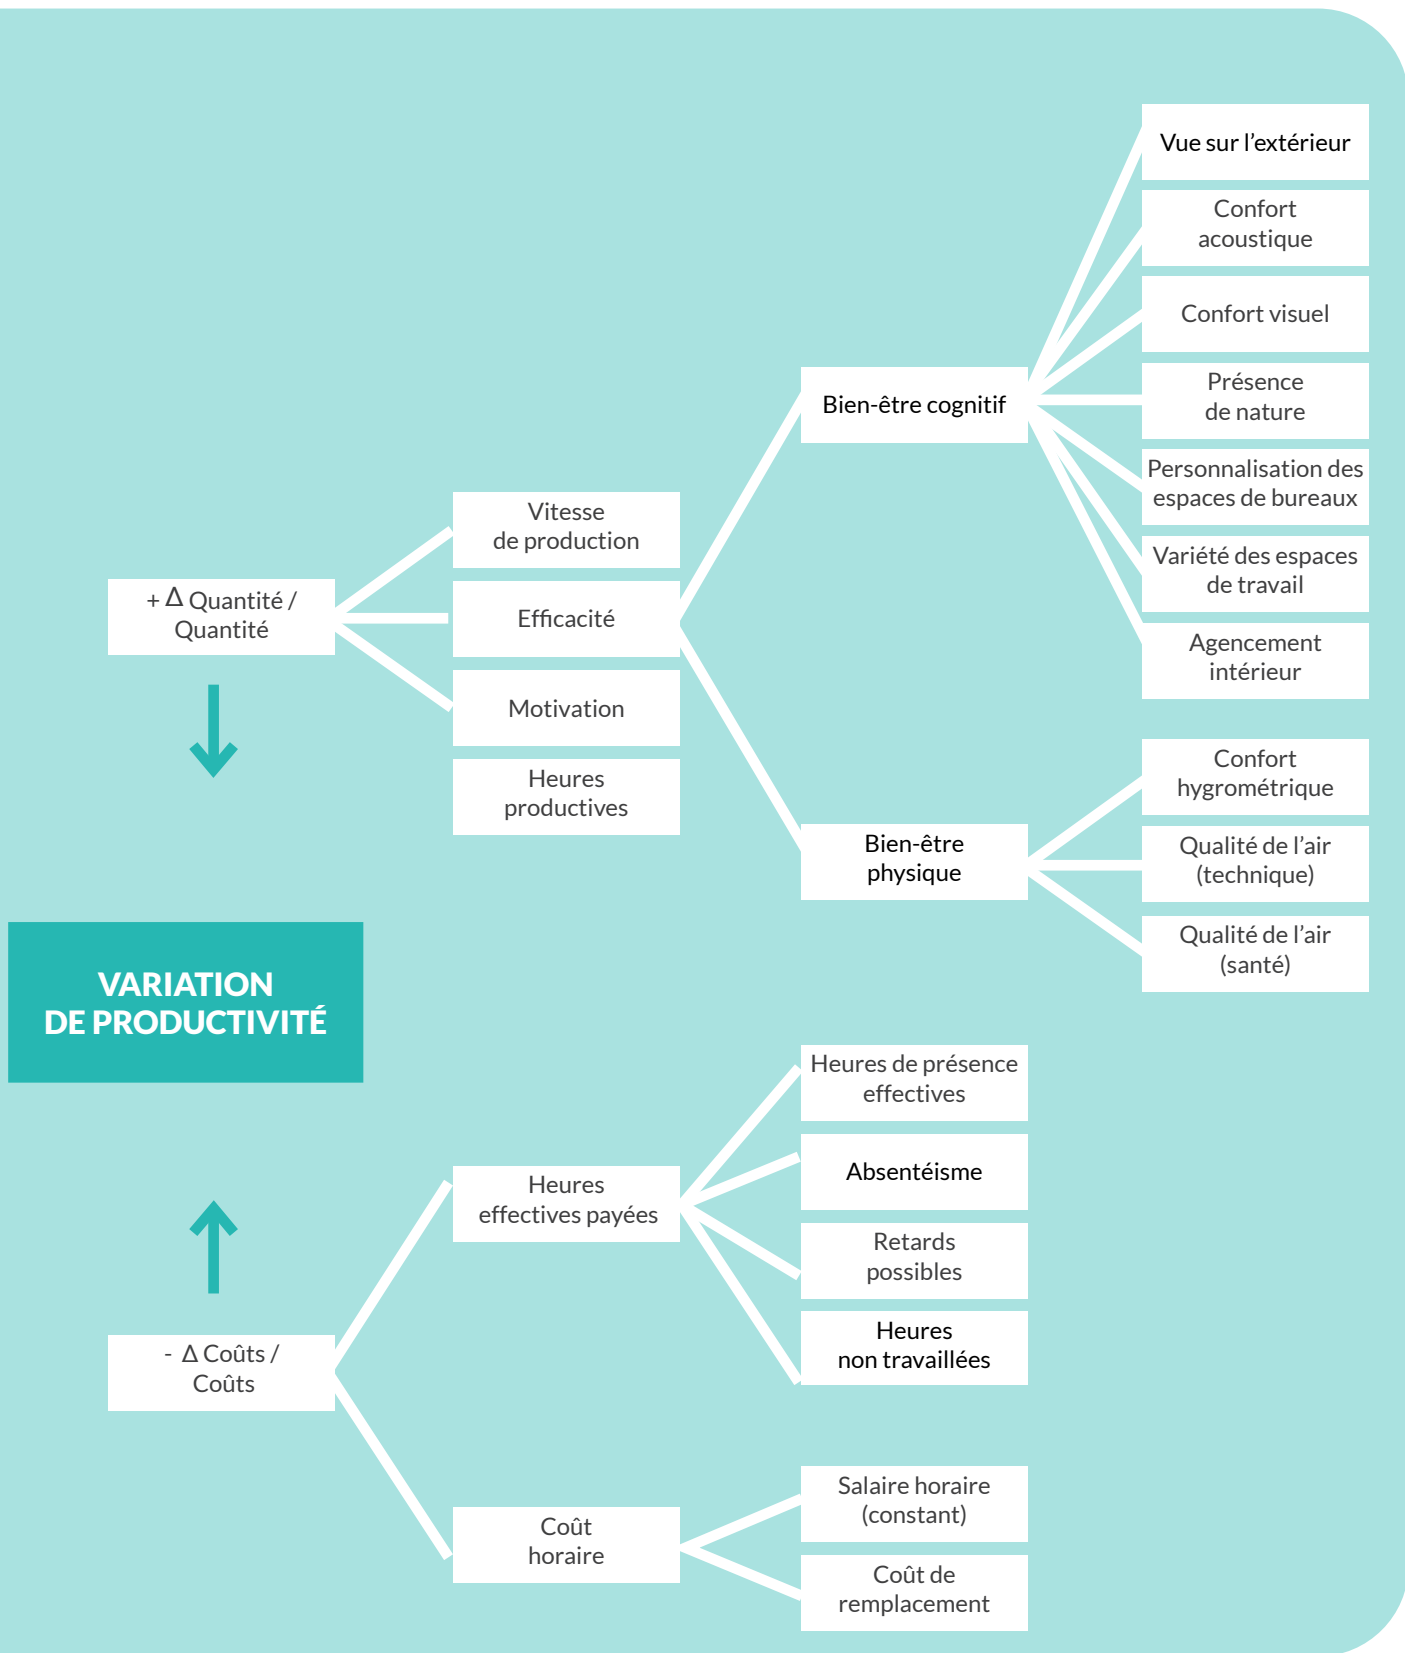 Vue sur l’extérieur
Confort
acoustique
Confort visuel
Présence
de nature
Personnalisation des
espaces de bureaux
Variété des espaces
de travail
Agencement
intérieur
Bien-être cognitif
Vitesse
de production
Efficacité
Motivation
Heures
productives
+ Δ Quantité /
Quantité
Bien-être
physique
Confort
hygrométrique
Qualité de l’air
(technique)
Qualité de l’air
(santé)
VARIATION
DE PRODUCTIVITÉ
Heures de présence
effectives
Absentéisme
Retards
possibles
Heures
non travaillées
Heures
effectives payées
- Δ Coûts /
Coûts
Coût
horaire
Salaire horaire
(constant)
Coût de
remplacement